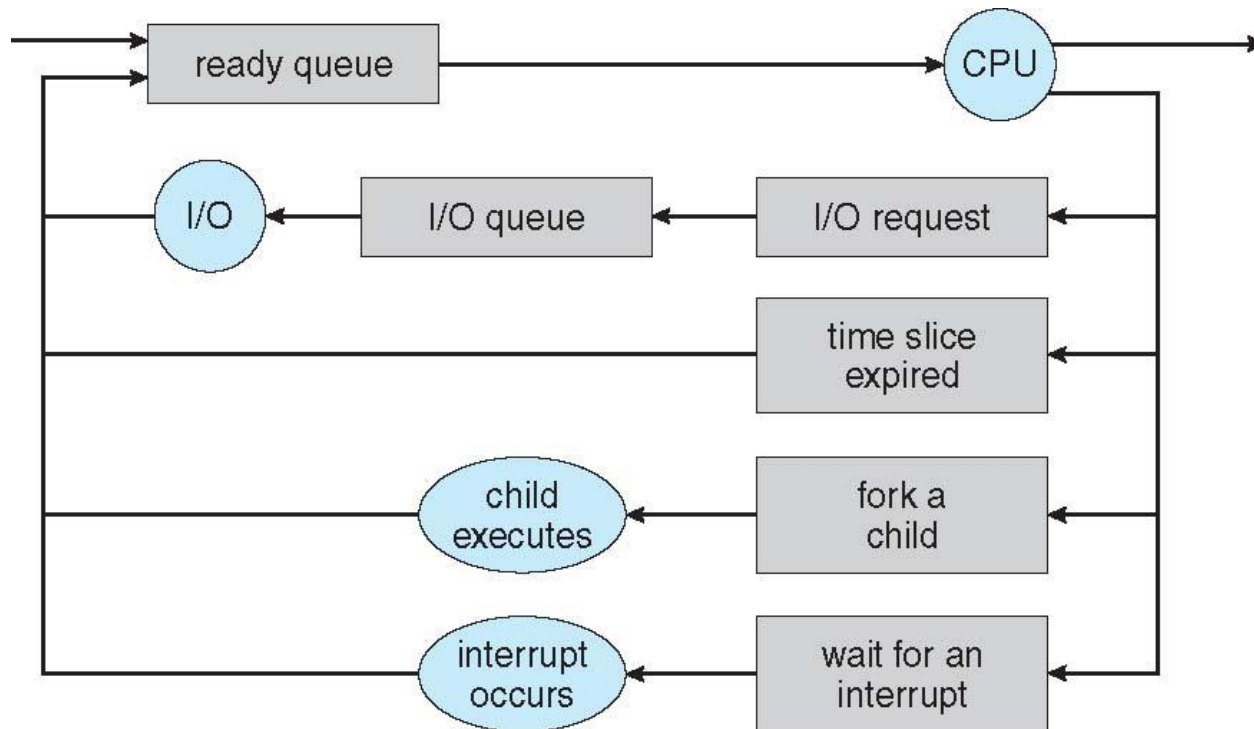 ready queue
CPU
I/O
I/O queue
I/O request
time slice
expired
child
executes
fork a
child
interrupt
occurs
wait for an
interrupt